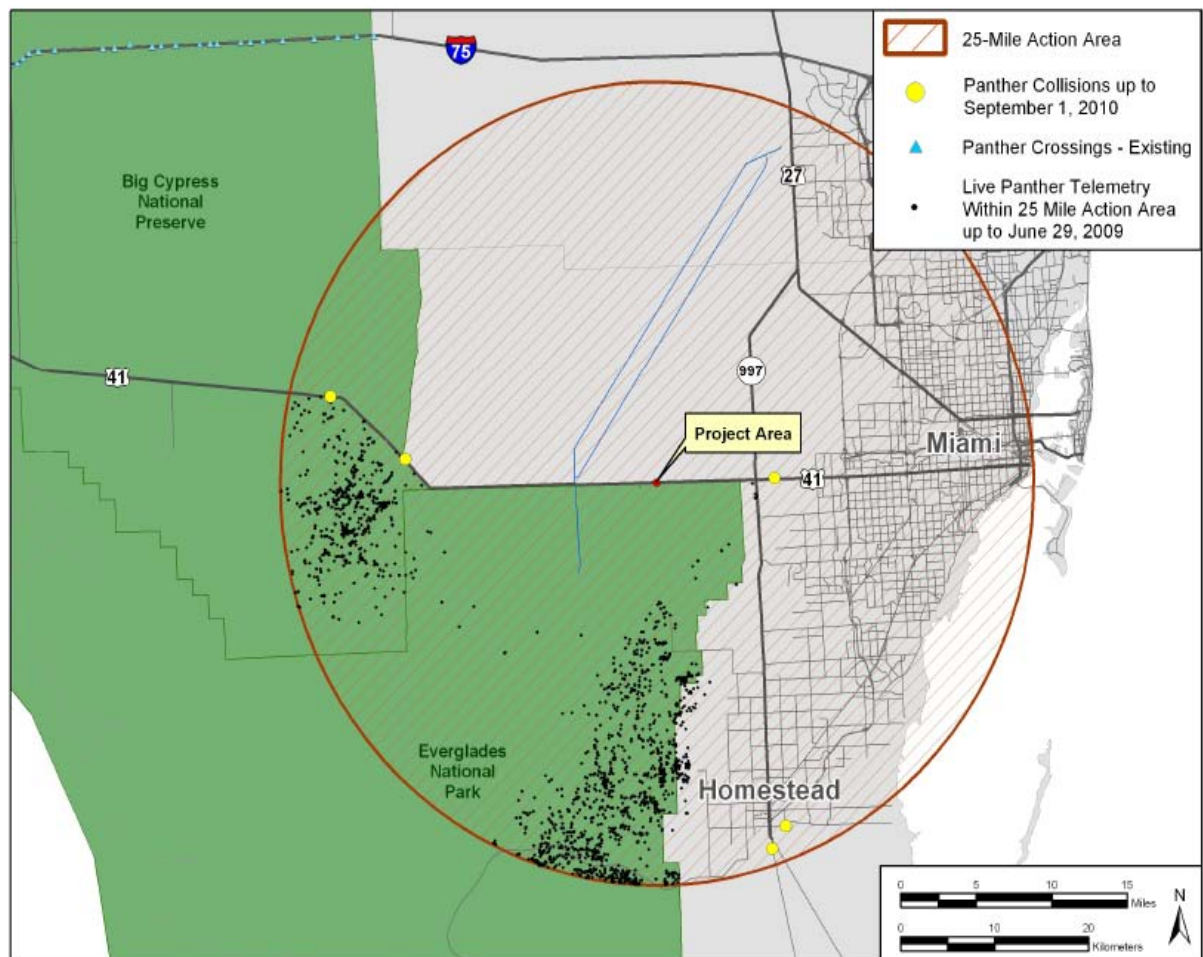 75
25-Mile Action Area
Panther Collisions up to
September 1, 2010
Panther Crossings - Existing
Live Panther Telemetry
Within 25 Mile Action Area
up to June 29, 2009
Big Cypress
National
Preserve
27
41
997
Project Area
Miami
41
Everglades
National
Park
Homestead
0 5 10 15
Miles
N
0 10 20
Kilometers